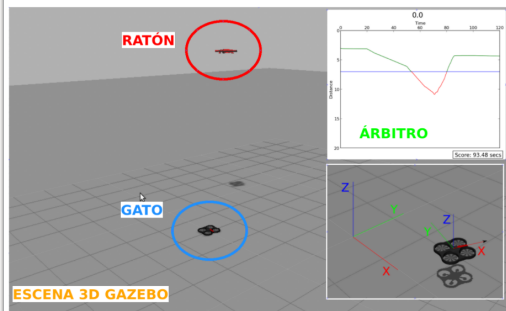 RATÓN
GATO
ESCENA 3D GAZEBO
0.0
0 20 40 60 80 100 120
Time
0
5
10
15
20
Distance
ÁRBITRO
Score: 93.48 secs
Z
Y
X
Z
Y
X